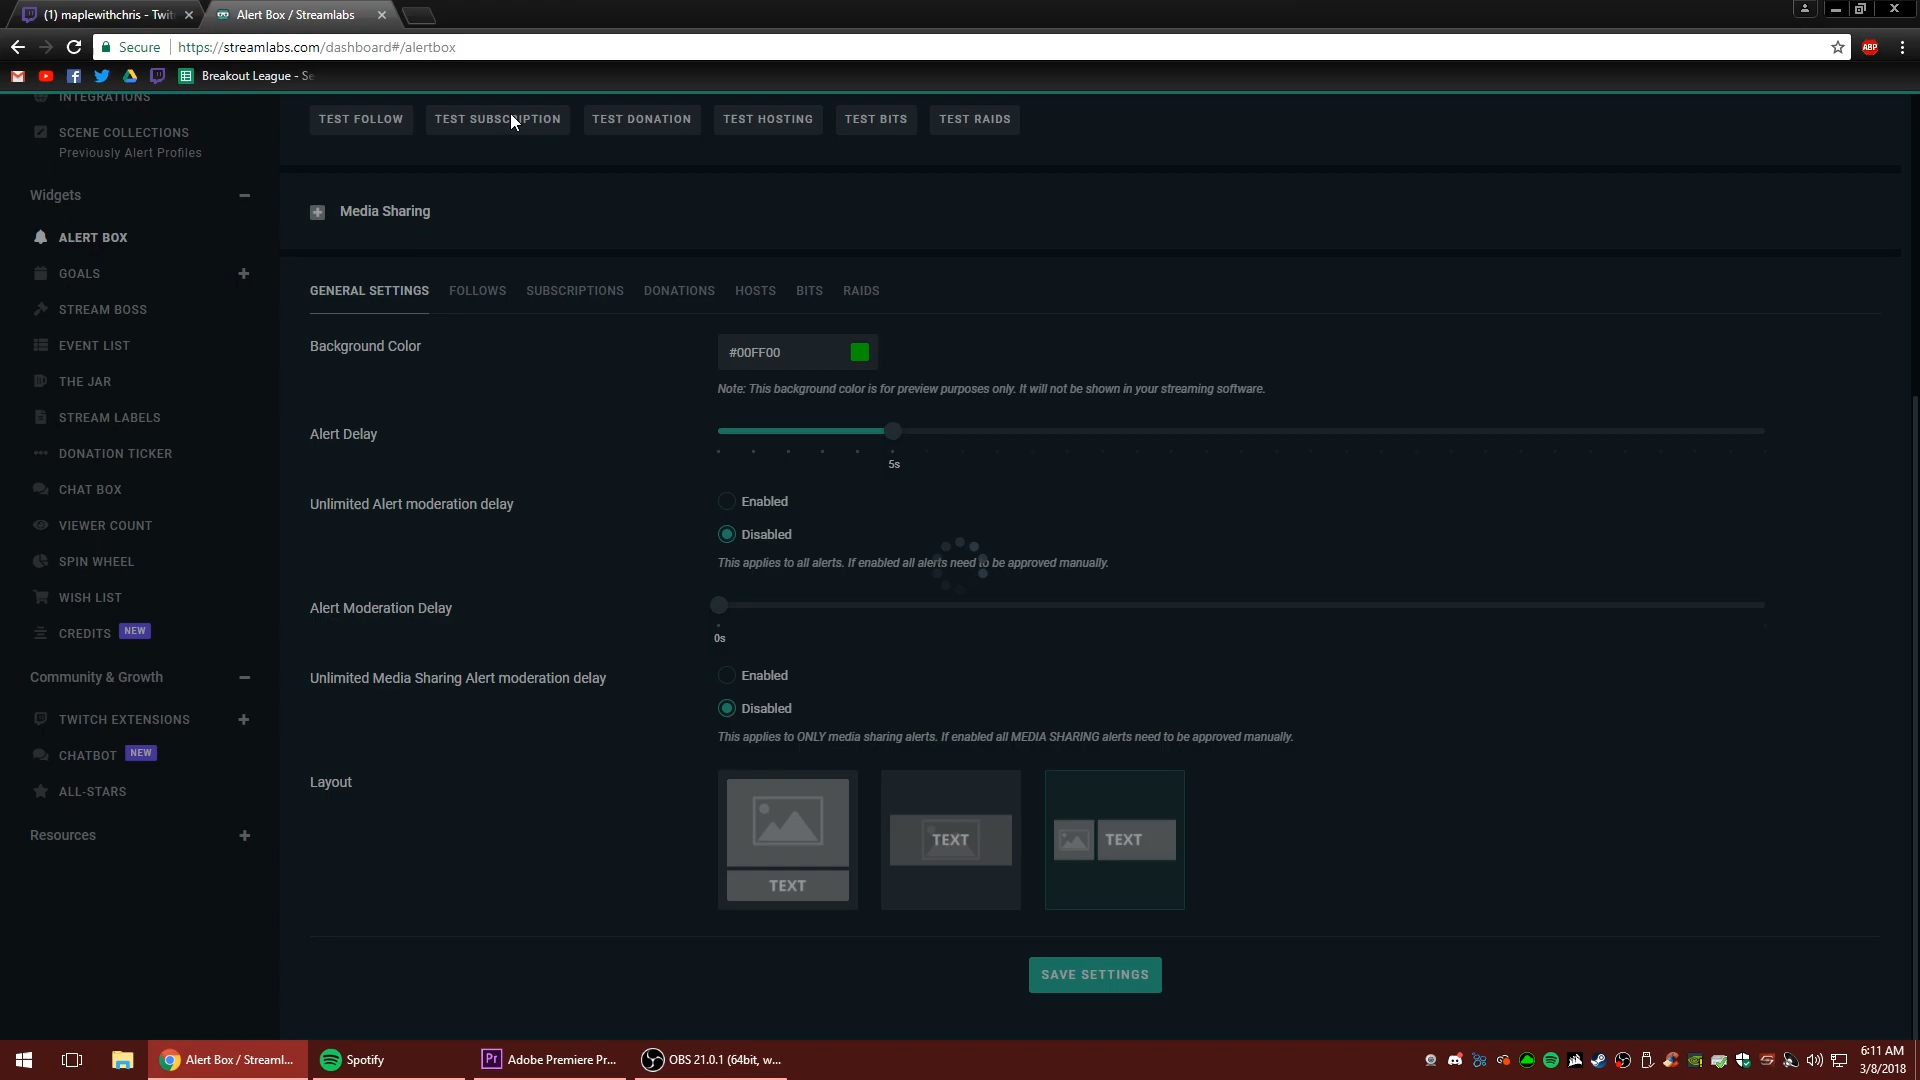 (1) maplewithchris - Twit
Alert Box / Streamlabs
Secure
https://streamlabs.com/dashboard#/alertbox
ABP
Breakout League - Se
INTEGRATIONS
SCENE COLLECTIONS
Previously Alert Profiles
Widgets
ALERT BOX
GOALS
STREAM BOSS
EVENT LIST
THE JAR
STREAM LABELS
DONATION TICKER
CHAT BOX
VIEWER COUNT
SPIN WHEEL
WISH LIST
CREDITS NEW
Community & Growth
TWITCH EXTENSIONS
CHATBOT NEW
ALL-STARS
Resources
TEST FOLLOW TEST SUBSCRIPTION TEST DONATION TEST HOSTING TEST BITS TEST RAIDS
Media Sharing
GENERAL SETTINGS FOLLOWS SUBSCRIPTIONS DONATIONS HOSTS BITS RAIDS
Background Color
#00FF00
Note: This background color is for preview purposes only. It will not be shown in your streaming software.
Alert Delay
5s
Unlimited Alert moderation delay
Enabled
Disabled
This applies to all alerts. If enabled all alerts need to be approved manually.
Alert Moderation Delay
0s
Unlimited Media Sharing Alert moderation delay
Enabled
Disabled
This applies to ONLY media sharing alerts. If enabled all MEDIA SHARING alerts need to be approved manually.
Layout
TEXT
TEXT
TEXT
SAVE SETTINGS
Alert Box / Streaml...
Spotify
Pr Adobe Premiere Pr...
OBS 21.0.1 (64bit, w...
6:11 AM
3/8/2018